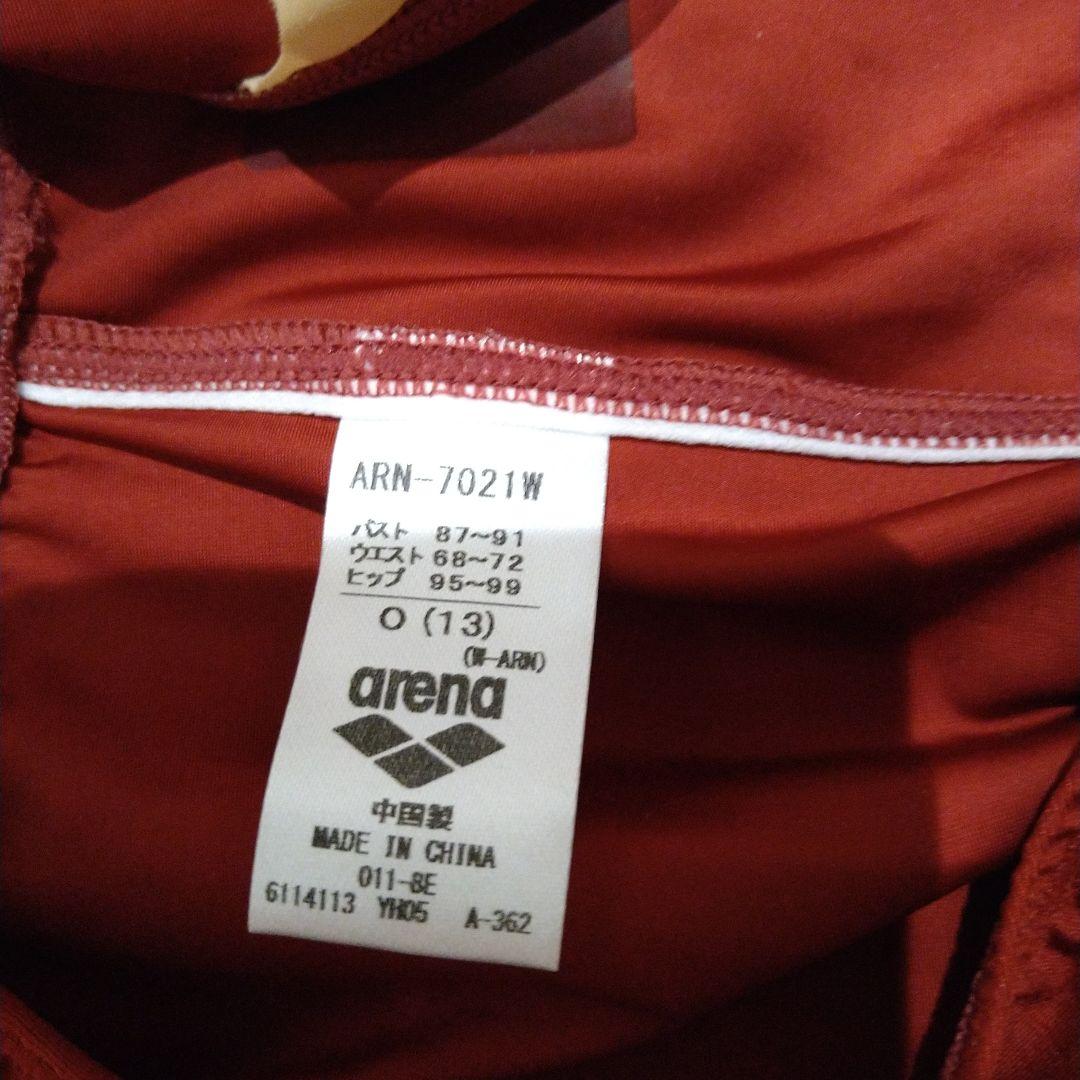 ARN-7021W
バスト 87～91
ウエスト 68～72
ヒップ 95～99
O (13)
(W-ARN)
arena
中国製
MADE IN CHINA
011-8E
6114113 YH05 A-362